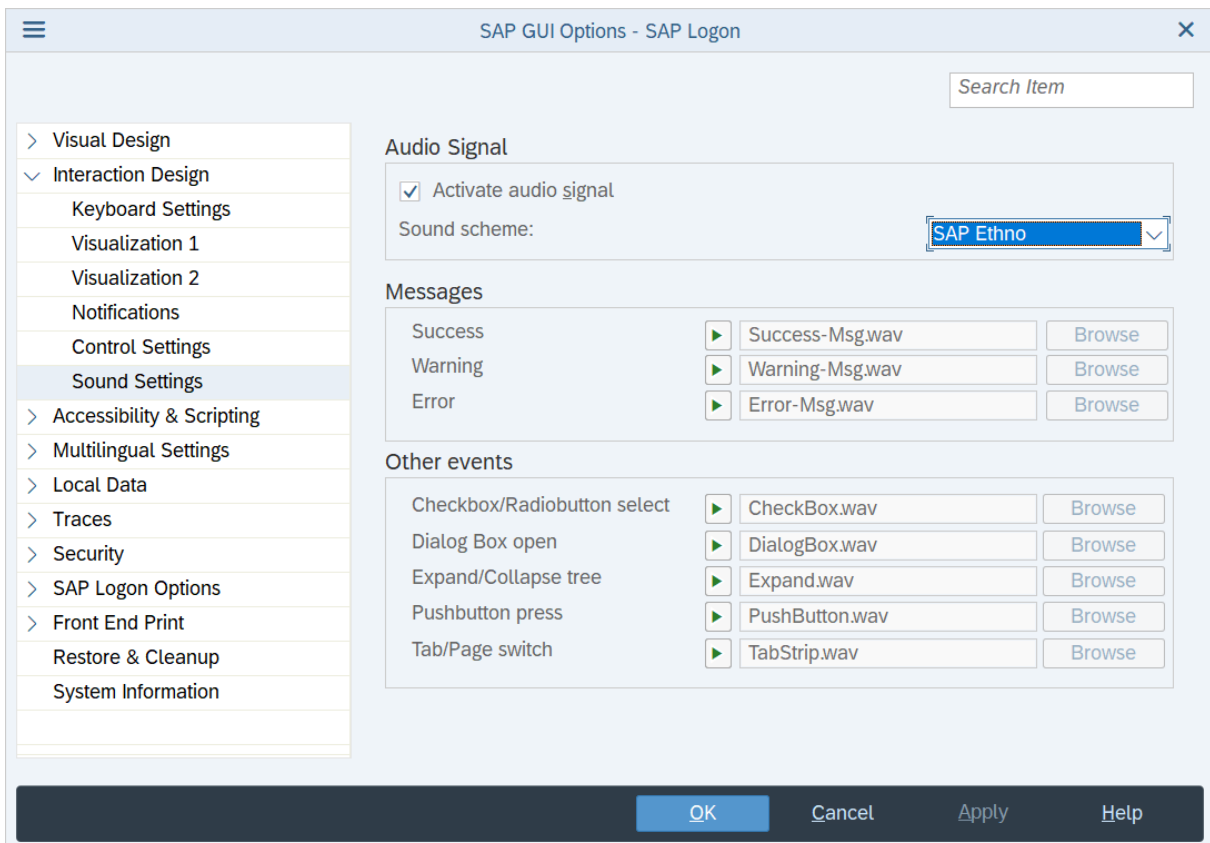 SAP GUI Options - SAP Logon
Search Item
Visual Design
Interaction Design
Keyboard Settings
Visualization 1
Visualization 2
Notifications
Control Settings
Sound Settings
Accessibility & Scripting
Multilingual Settings
Local Data
Traces
Security
SAP Logon Options
Front End Print
Restore & Cleanup
System Information
Audio Signal
Activate audio signal
Sound scheme: SAP Ethno
Messages
Success Success-Msg.wav Browse
Warning Warning-Msg.wav Browse
Error Error-Msg.wav Browse
Other events
Checkbox/Radiobutton select CheckBox.wav Browse
Dialog Box open DialogBox.wav Browse
Expand/Collapse tree Expand.wav Browse
Pushbutton press PushButton.wav Browse
Tab/Page switch TabStrip.wav Browse
OK Cancel Apply Help